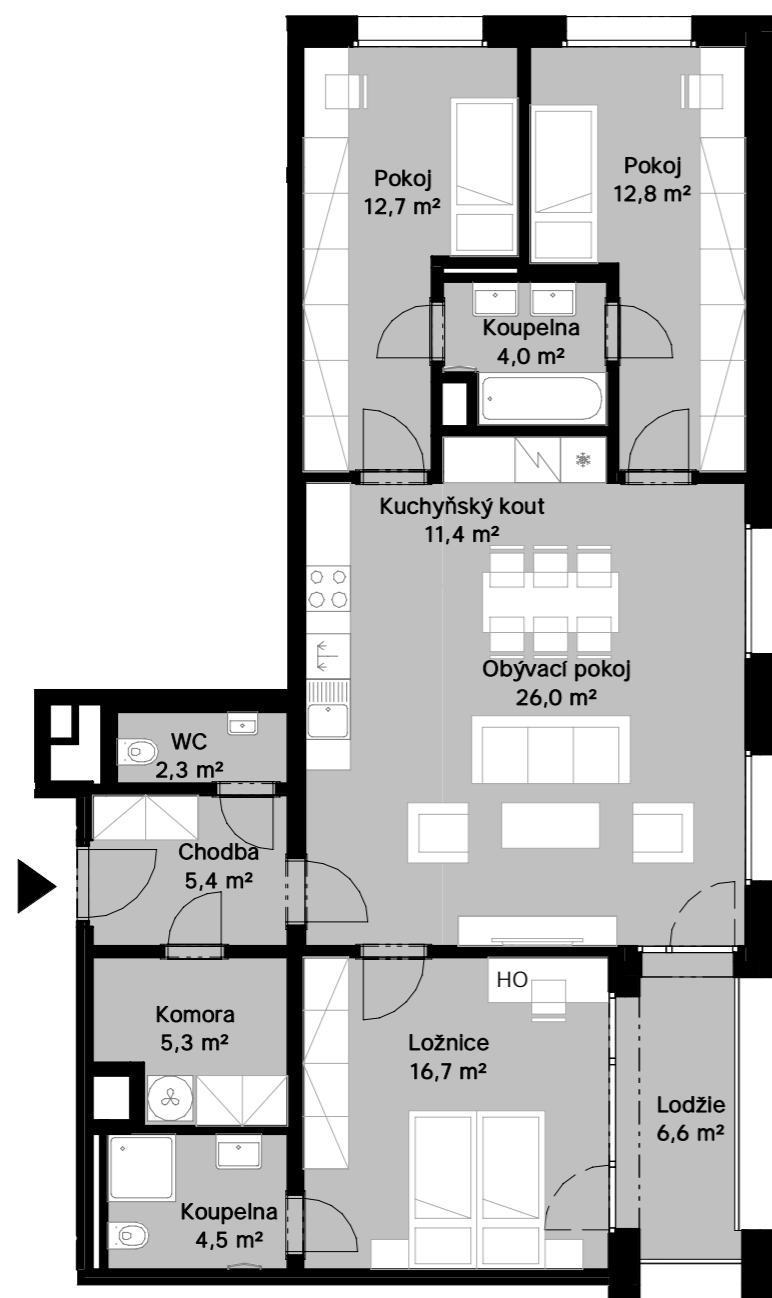 Pokoj
12,7 m²
Pokoj
12,8 m²
Koupelna
4,0 m²
Kuchyňský kout
11,4 m²
Obývací pokoj
26,0 m²
WC
2,3 m²
Chodba
5,4 m²
Komora
5,3 m²
HO
Ložnice
16,7 m²
Lodžie
6,6 m²
Koupelna
4,5 m²